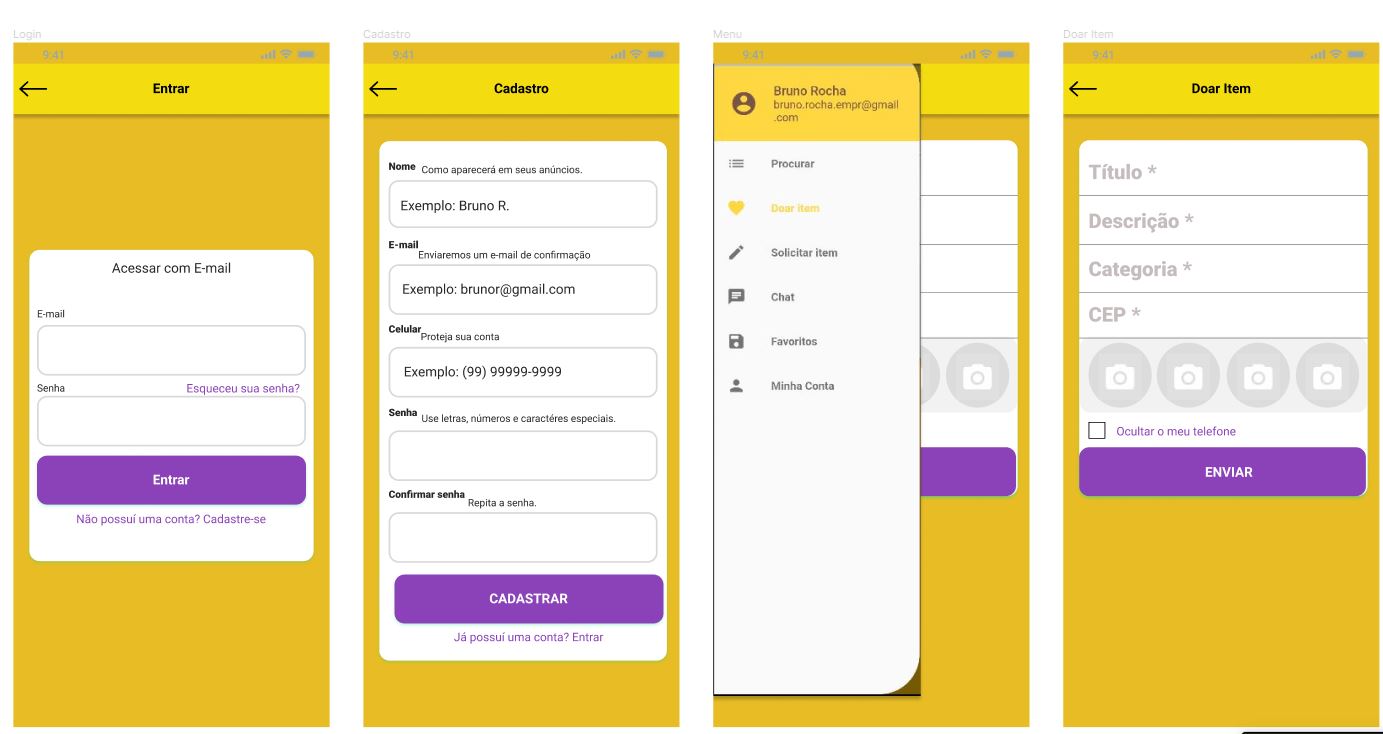 Login
9:41
Entrar
Acessar com E-mail
E-mail
Senha
Esqueceu sua senha?
Entrar
Não possuí uma conta? Cadastre-se
Cadastro
9:41
Cadastro
Nome Como aparecerá em seus anúncios.
Exemplo: Bruno R.
E-mail
Enviaremos um e-mail de confirmação
Exemplo: brunor@gmail.com
Celular
Proteja sua conta
Exemplo: (99) 99999-9999
Senha
Use letras, números e caractéres especiais.
Confirmar senha
Repita a senha.
CADASTRAR
Já possuí uma conta? Entrar
Menu
9:41
Bruno Rocha
bruno.rocha.empr@gmail
.com
Procurar
Doar item
Solicitar item
Chat
Favoritos
Minha Conta
Doar Item
9:41
Doar Item
Título *
Descrição *
Categoria *
CEP *
Ocultar o meu telefone
ENVIAR